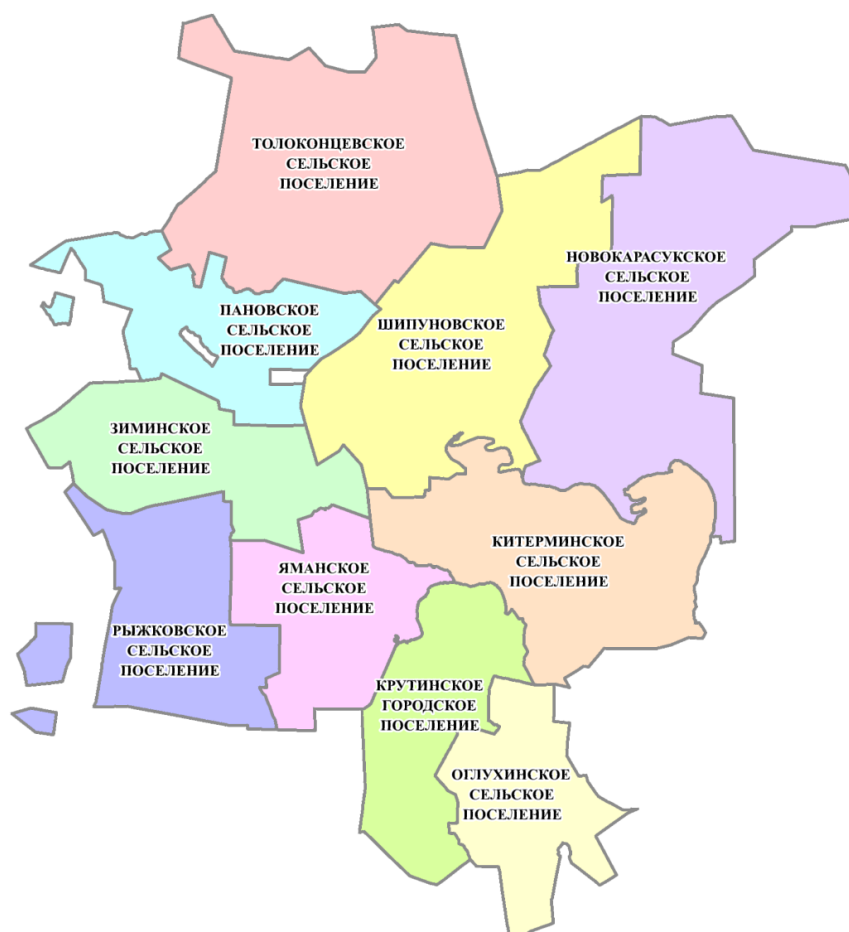 ТОЛОКОНЦЕВСКОЕ
СЕЛЬСКОЕ
ПОСЕЛЕНИЕ
НОВОКАРАСУКСКОЕ
СЕЛЬСКОЕ
ПОСЕЛЕНИЕ
ПАНОВСКОЕ
СЕЛЬСКОЕ
ПОСЕЛЕНИЕ
ШИПУНОВСКОЕ
СЕЛЬСКОЕ
ПОСЕЛЕНИЕ
ЗИМИНСКОЕ
СЕЛЬСКОЕ
ПОСЕЛЕНИЕ
КИТЕРМИНСКОЕ
СЕЛЬСКОЕ
ПОСЕЛЕНИЕ
ЯМАНСКОЕ
СЕЛЬСКОЕ
ПОСЕЛЕНИЕ
РЫЖКОВСКОЕ
СЕЛЬСКОЕ
ПОСЕЛЕНИЕ
КРУТИНСКОЕ
ГОРОДСКОЕ
ПОСЕЛЕНИЕ
ОГЛУХИНСКОЕ
СЕЛЬСКОЕ
ПОСЕЛЕНИЕ